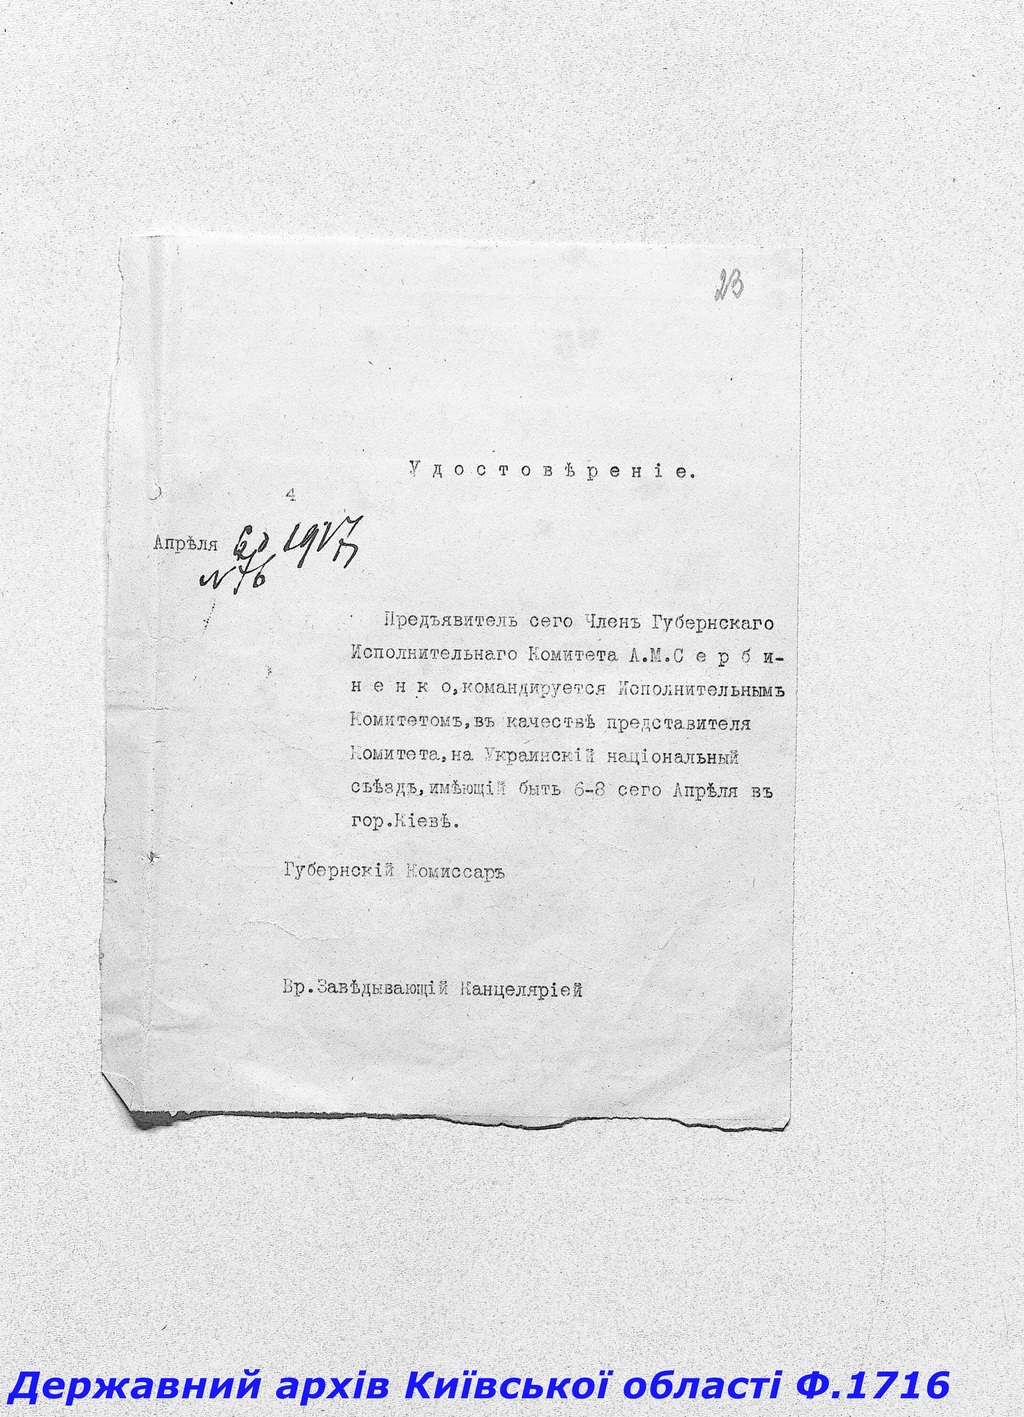 23
Удостовѣреніе.
4
Апрѣля 1917
№ 76
Предъявитель сего Членъ Губернскаго
Исполнительнаго Комитета А.М.Серби-
ненко,командируется Исполнительнымъ
Комитетомъ,въ качествѣ представителя
Комитета,на Украинскій національный
съѣздъ,имѣющій быть 6-8 сего Апрѣля въ
гор.Кіевѣ.
Губернскій Комиссаръ
Вр.Завѣдывающій Канцеляріей
Державний архів Київської області Ф.1716